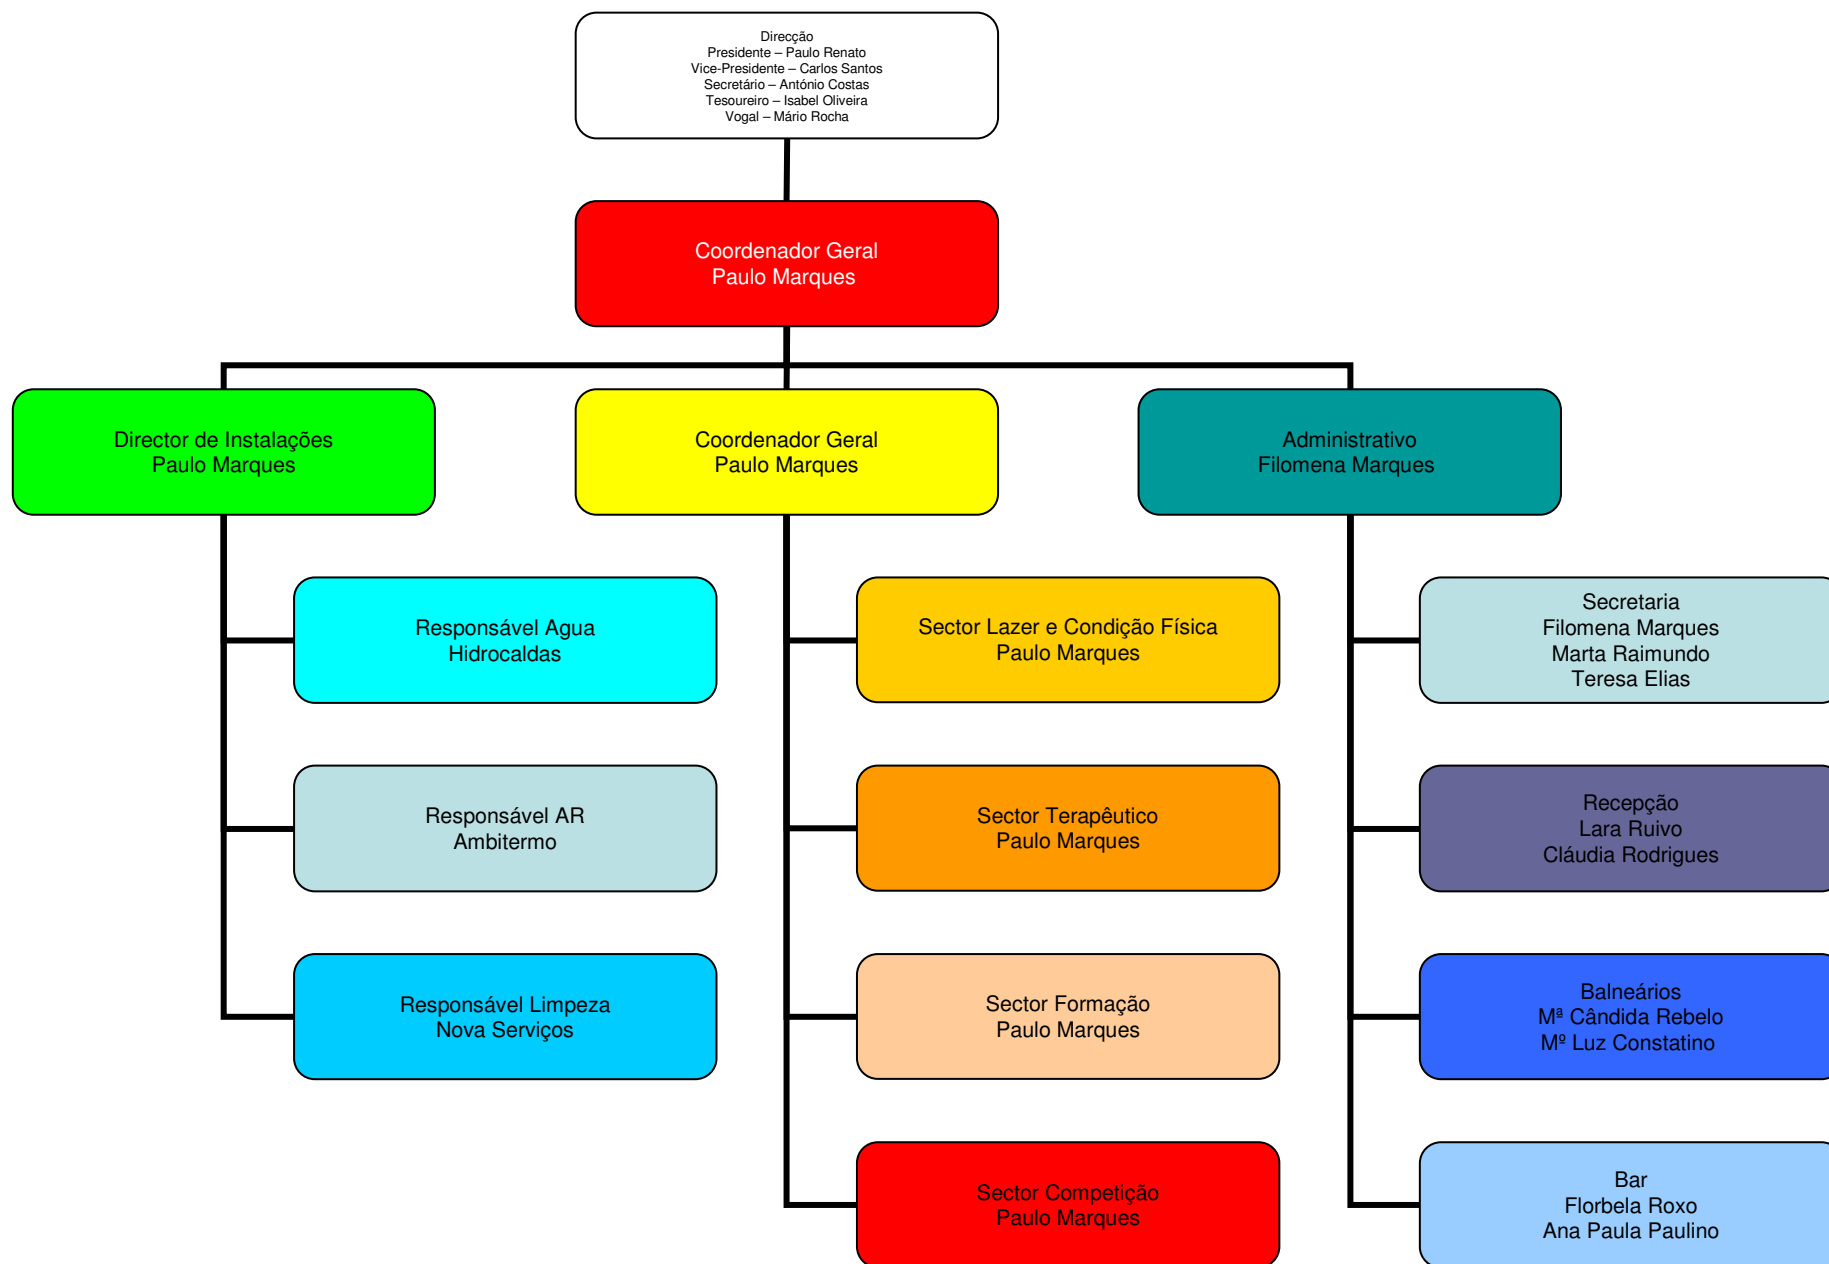 Direcção
Presidente – Paulo Renato
Vice-Presidente – Carlos Santos
Secretário – António Costas
Tesoureiro – Isabel Oliveira
Vogal – Mário Rocha
Coordenador Geral
Paulo Marques
Director de Instalações
Paulo Marques
Coordenador Geral
Paulo Marques
Administrativo
Filomena Marques
Responsável Agua
Hidrocaldas
Responsável AR
Ambitermo
Responsável Limpeza
Nova Serviços
Sector Lazer e Condição Física
Paulo Marques
Sector Terapêutico
Paulo Marques
Sector Formação
Paulo Marques
Sector Competição
Paulo Marques
Secretaria
Filomena Marques
Marta Raimundo
Teresa Elias
Recepção
Lara Ruivo
Cláudia Rodrigues
Balneários
Mª Cândida Rebelo
Mº Luz Constatino
Bar
Florbela Roxo
Ana Paula Paulino